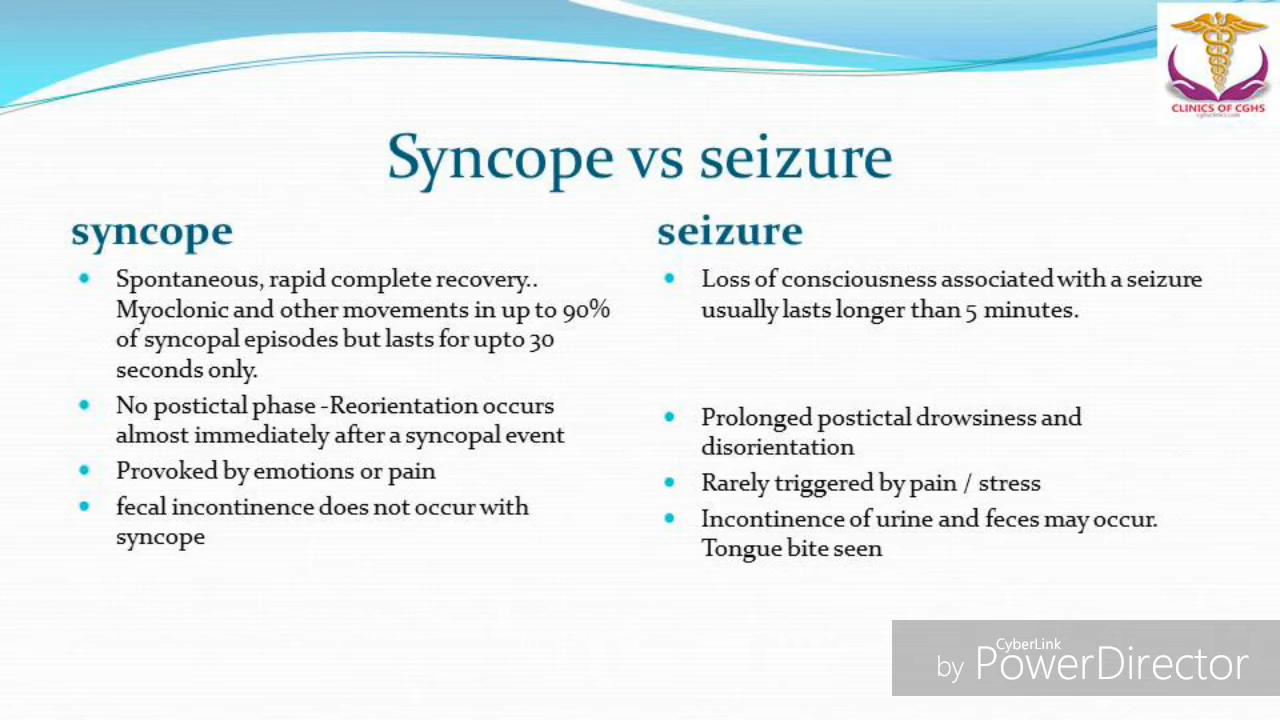 CLINICS OF CGHS
Syncope vs seizure
syncope
Spontaneous, rapid complete recovery..
Myoclonic and other movements in up to 90%
of syncopal episodes but lasts for upto 30
seconds only.
No postictal phase -Reorientation occurs
almost immediately after a syncopal event
Provoked by emotions or pain
fecal incontinence does not occur with
syncope
seizure
Loss of consciousness associated with a seizure
usually lasts longer than 5 minutes.
Prolonged postictal drowsiness and
disorientation
Rarely triggered by pain / stress
Incontinence of urine and feces may occur.
Tongue bite seen
CyberLink
by PowerDirector